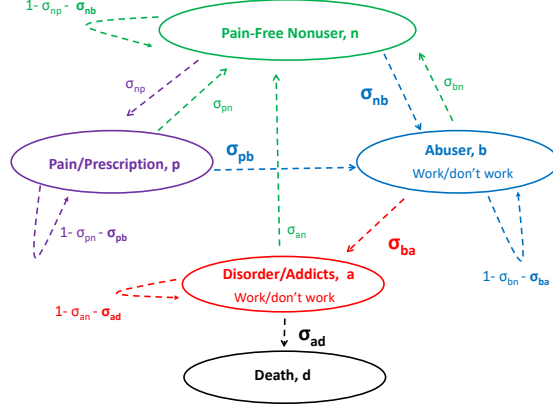 1- σnp - σnb
Pain-Free Nonuser, n
σnp
σpn
σnb
σbn
Pain/Prescription, p
σpb
Abuser, b
Work/don't work
1- σpn - σpb
σan
σba
1- σbn - σba
Disorder/Addicts, a
Work/don't work
1- σan - σad
σad
Death, d